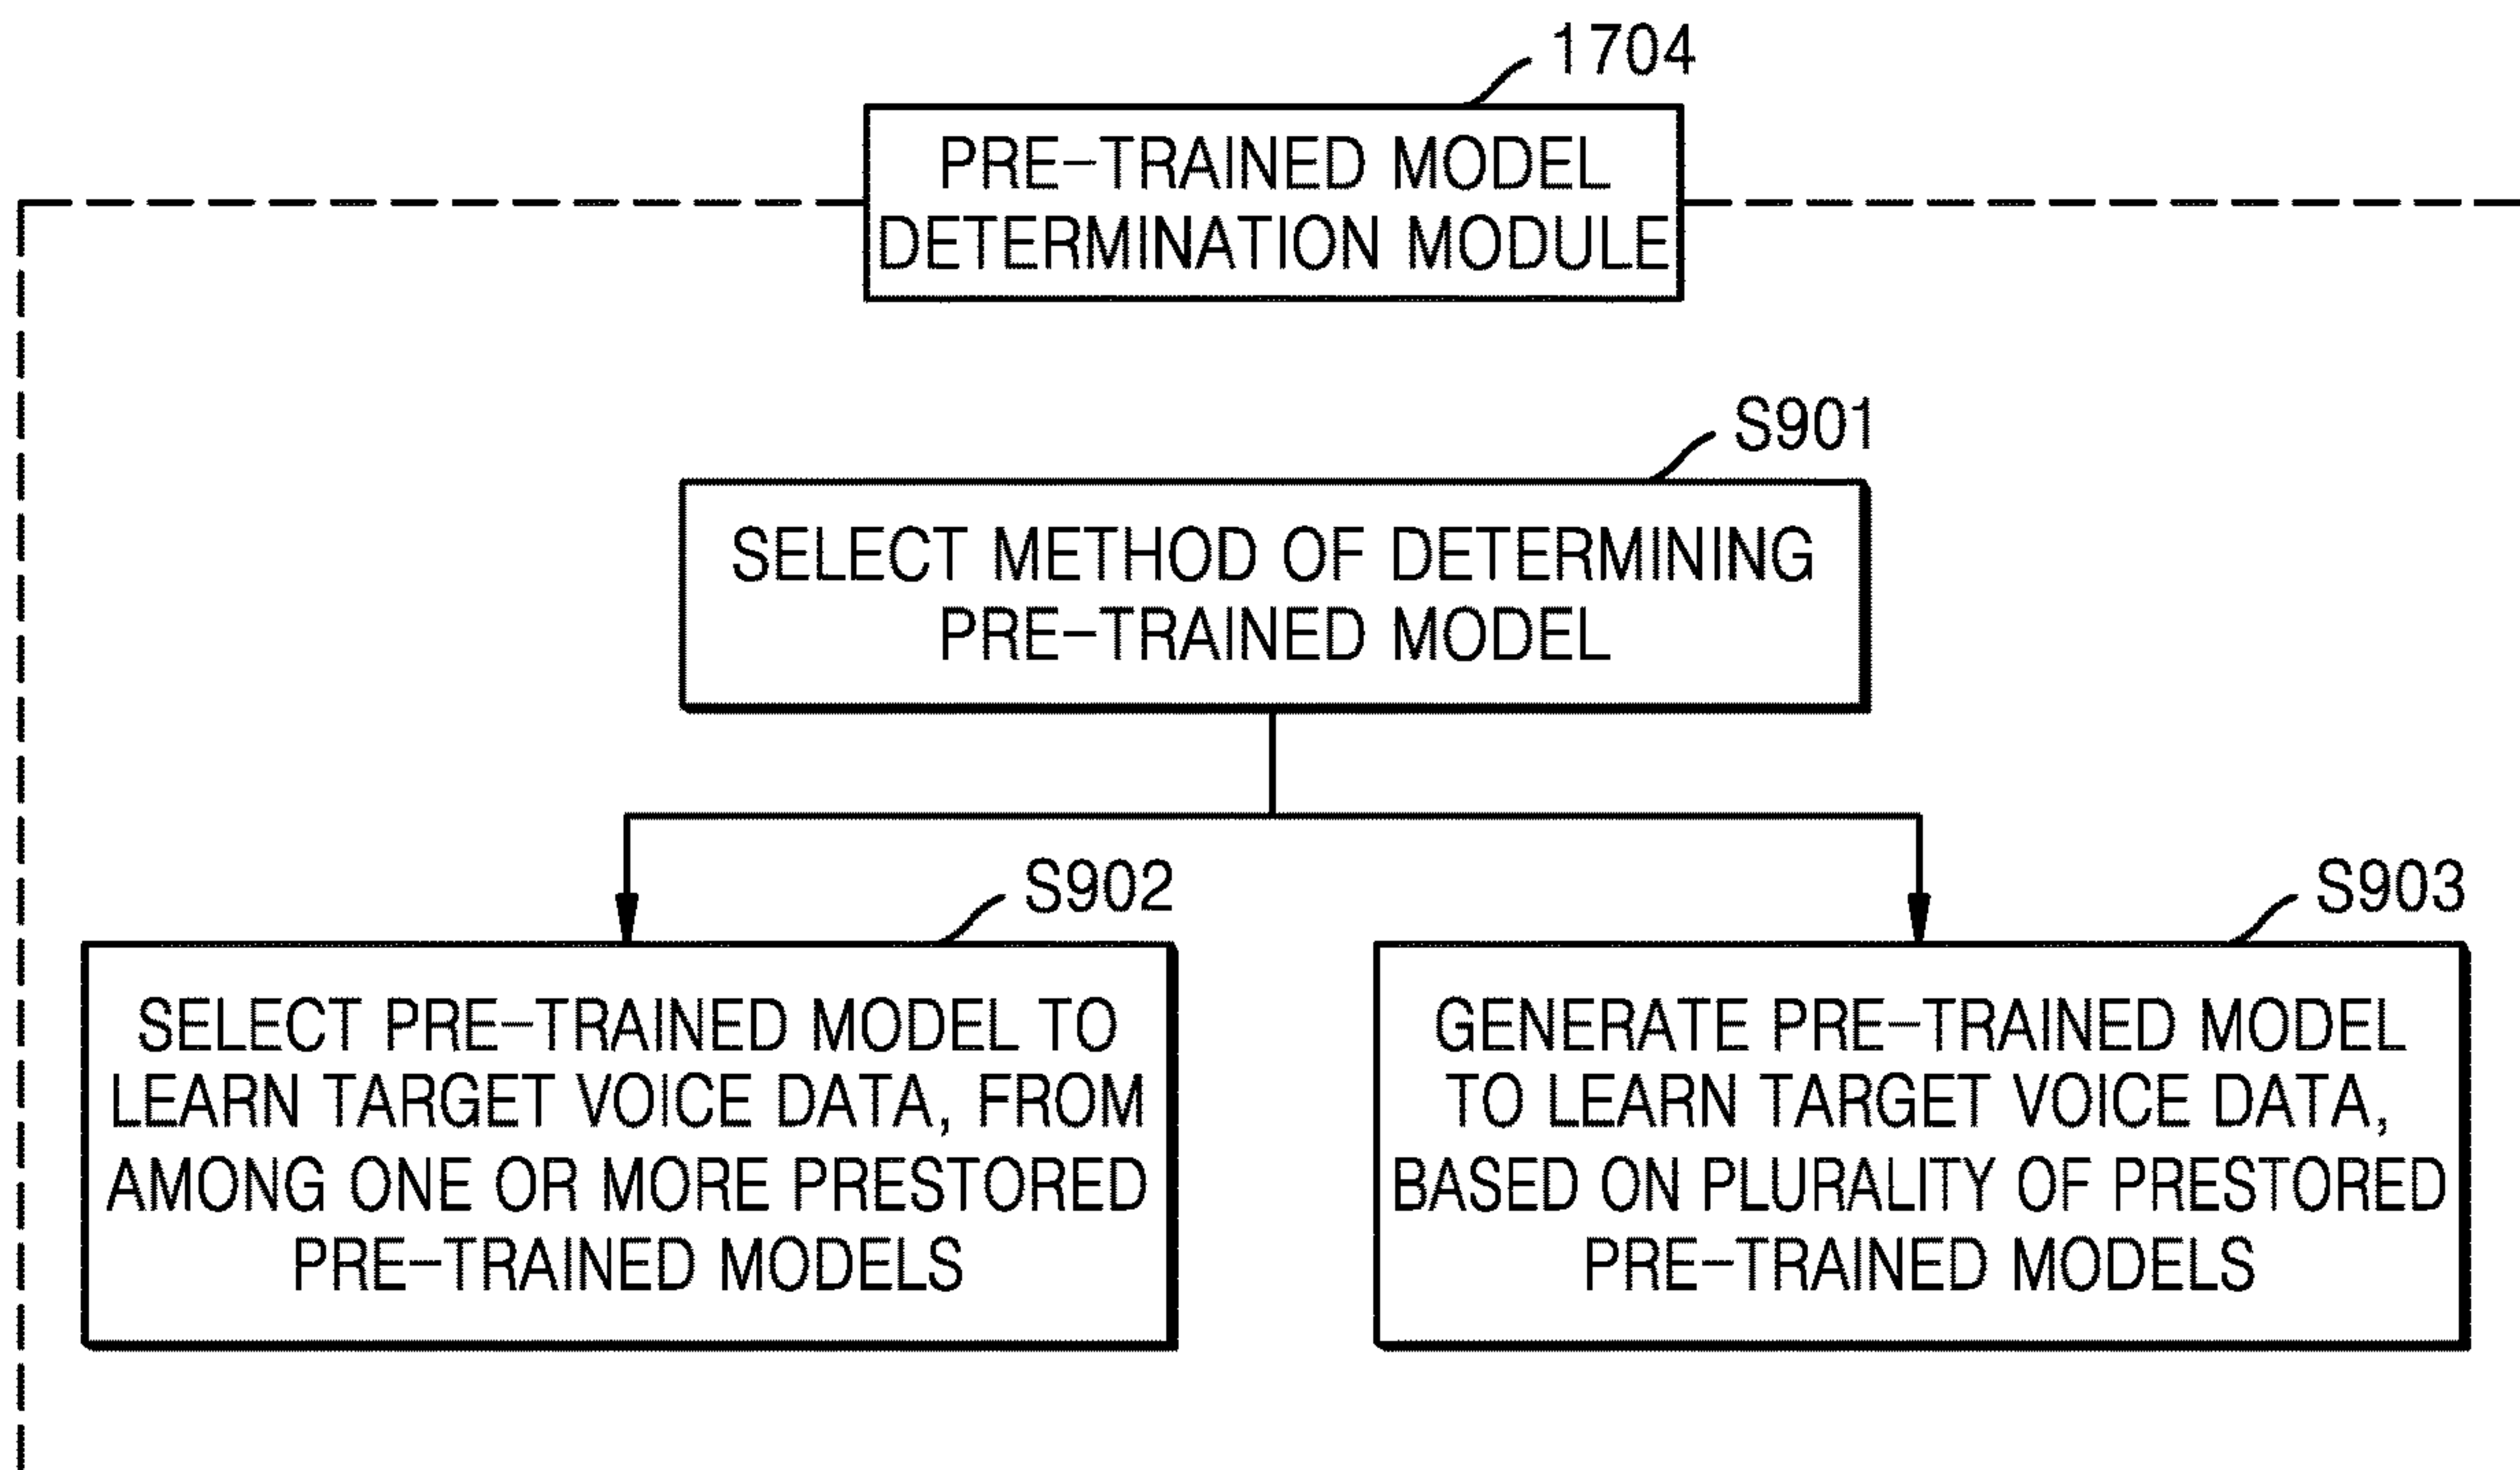 1704
PRE-TRAINED MODEL
DETERMINATION MODULE
S901
SELECT METHOD OF DETERMINING
PRE-TRAINED MODEL
S902
SELECT PRE-TRAINED MODEL TO
LEARN TARGET VOICE DATA, FROM
AMONG ONE OR MORE PRESTORED
PRE-TRAINED MODELS
S903
GENERATE PRE-TRAINED MODEL
TO LEARN TARGET VOICE DATA,
BASED ON PLURALITY OF PRESTORED
PRE-TRAINED MODELS